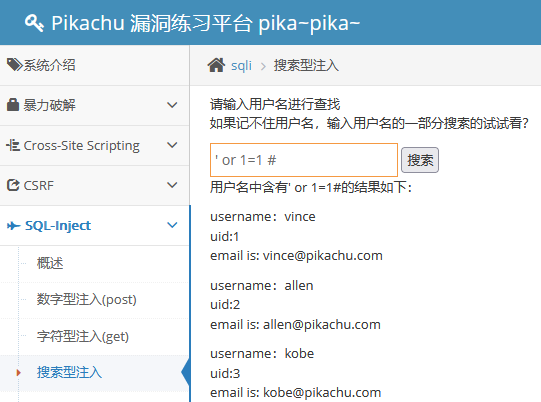 Pikachu 漏洞练习平台 pika~pika~
系统介绍
暴力破解
Cross-Site Scripting
CSRF
SQL-Inject
概述
数字型注入(post)
字符型注入(get)
搜索型注入
sqli > 搜索型注入
请输入用户名进行查找
如果记不住用户名，输入用户名的一部分搜索的试试看？
' or 1=1 # 搜索
用户名中含有' or 1=1#的结果如下：
username：vince
uid:1
email is: vince@pikachu.com
username：allen
uid:2
email is: allen@pikachu.com
username：kobe
uid:3
email is: kobe@pikachu.com